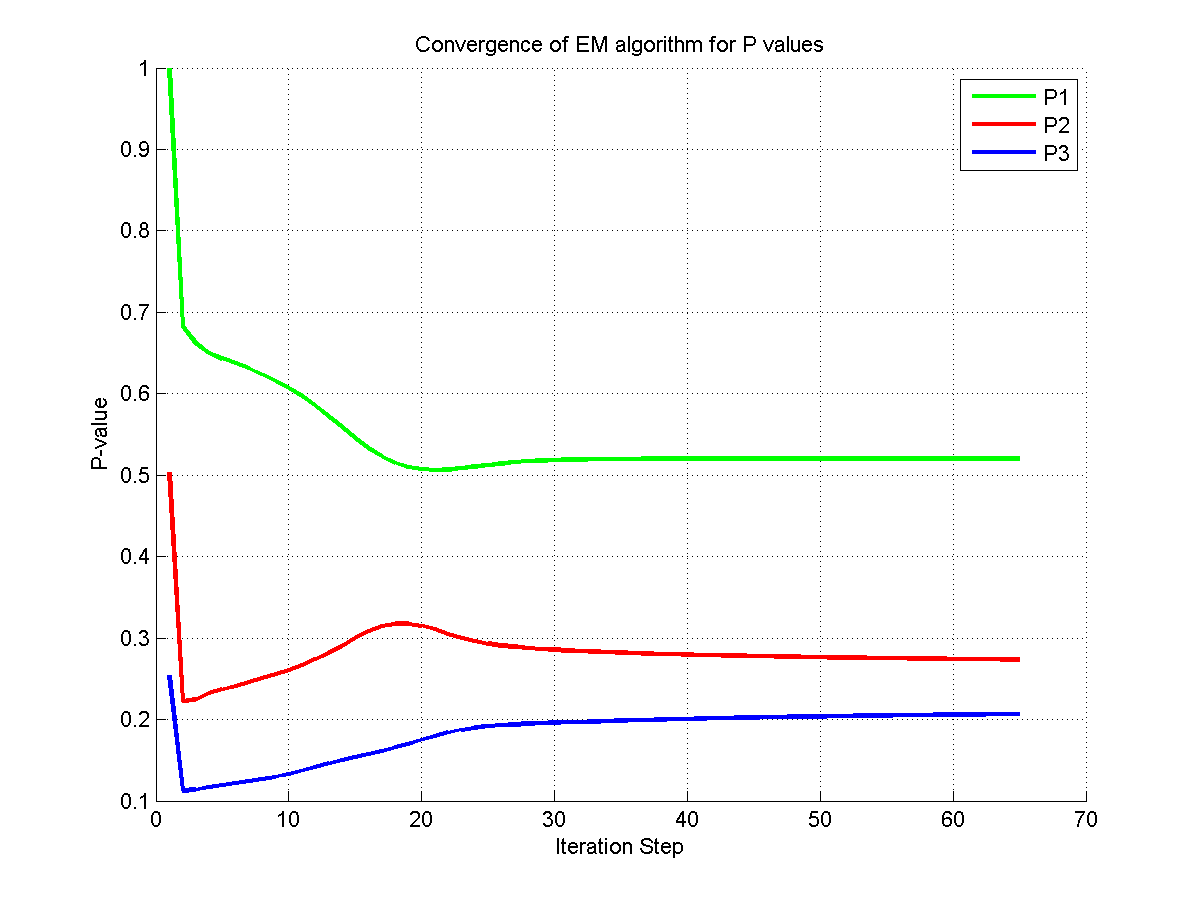 Convergence of EM algorithm for P values
1
0.9
0.8
0.7
0.6
0.5
0.4
0.3
0.2
0.1
P-value
P1
P2
P3
0 10 20 30 40 50 60 70
Iteration Step